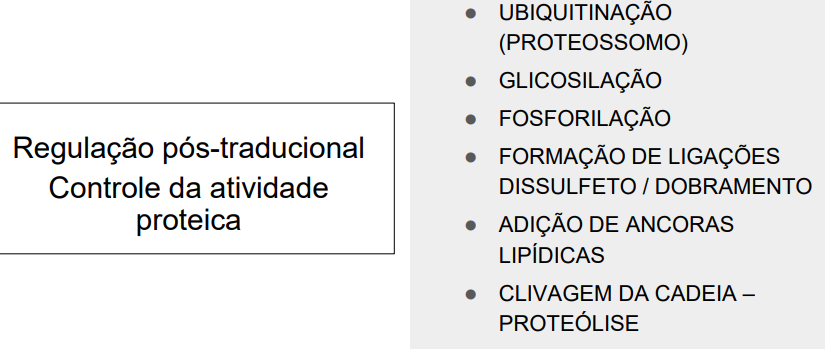 Regulação pós-traducional
Controle da atividade
proteica
● UBIQUITINAÇÃO
(PROTEOSSOMO)
● GLICOSILAÇÃO
● FOSFORILAÇÃO
● FORMAÇÃO DE LIGAÇÕES
DISSULFETO / DOBRAMENTO
● ADIÇÃO DE ANCORAS
LIPÍDICAS
● CLIVAGEM DA CADEIA –
PROTEÓLISE